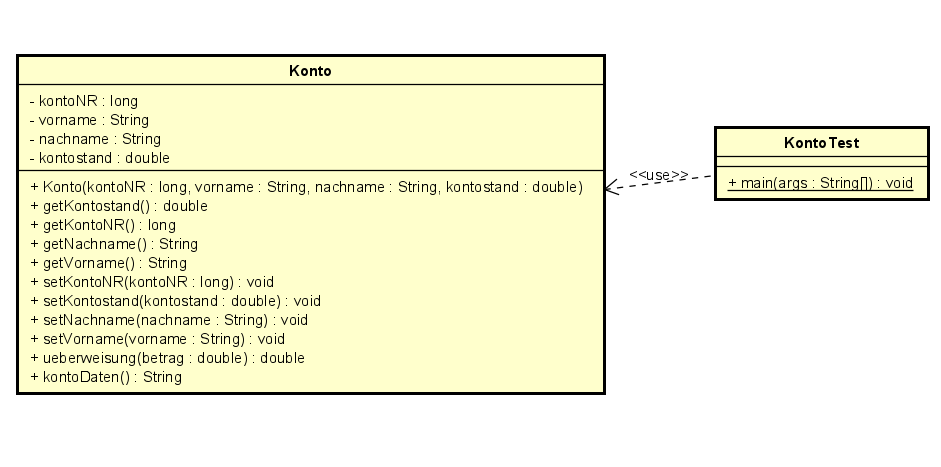 Konto
- kontoNR : long
- vorname : String
- nachname : String
- kontostand : double
+ Konto(kontoNR : long, vorname : String, nachname : String, kontostand : double)
+ getKontostand() : double
+ getKontoNR() : long
+ getNachname() : String
+ getVorname() : String
+ setKontoNR(kontoNR : long) : void
+ setKontostand(kontostand : double) : void
+ setNachname(nachname : String) : void
+ setVorname(vorname : String) : void
+ ueberweisung(betrag : double) : double
+ kontoDaten() : String
<<use>>
KontoTest
+ main(args : String[]) : void